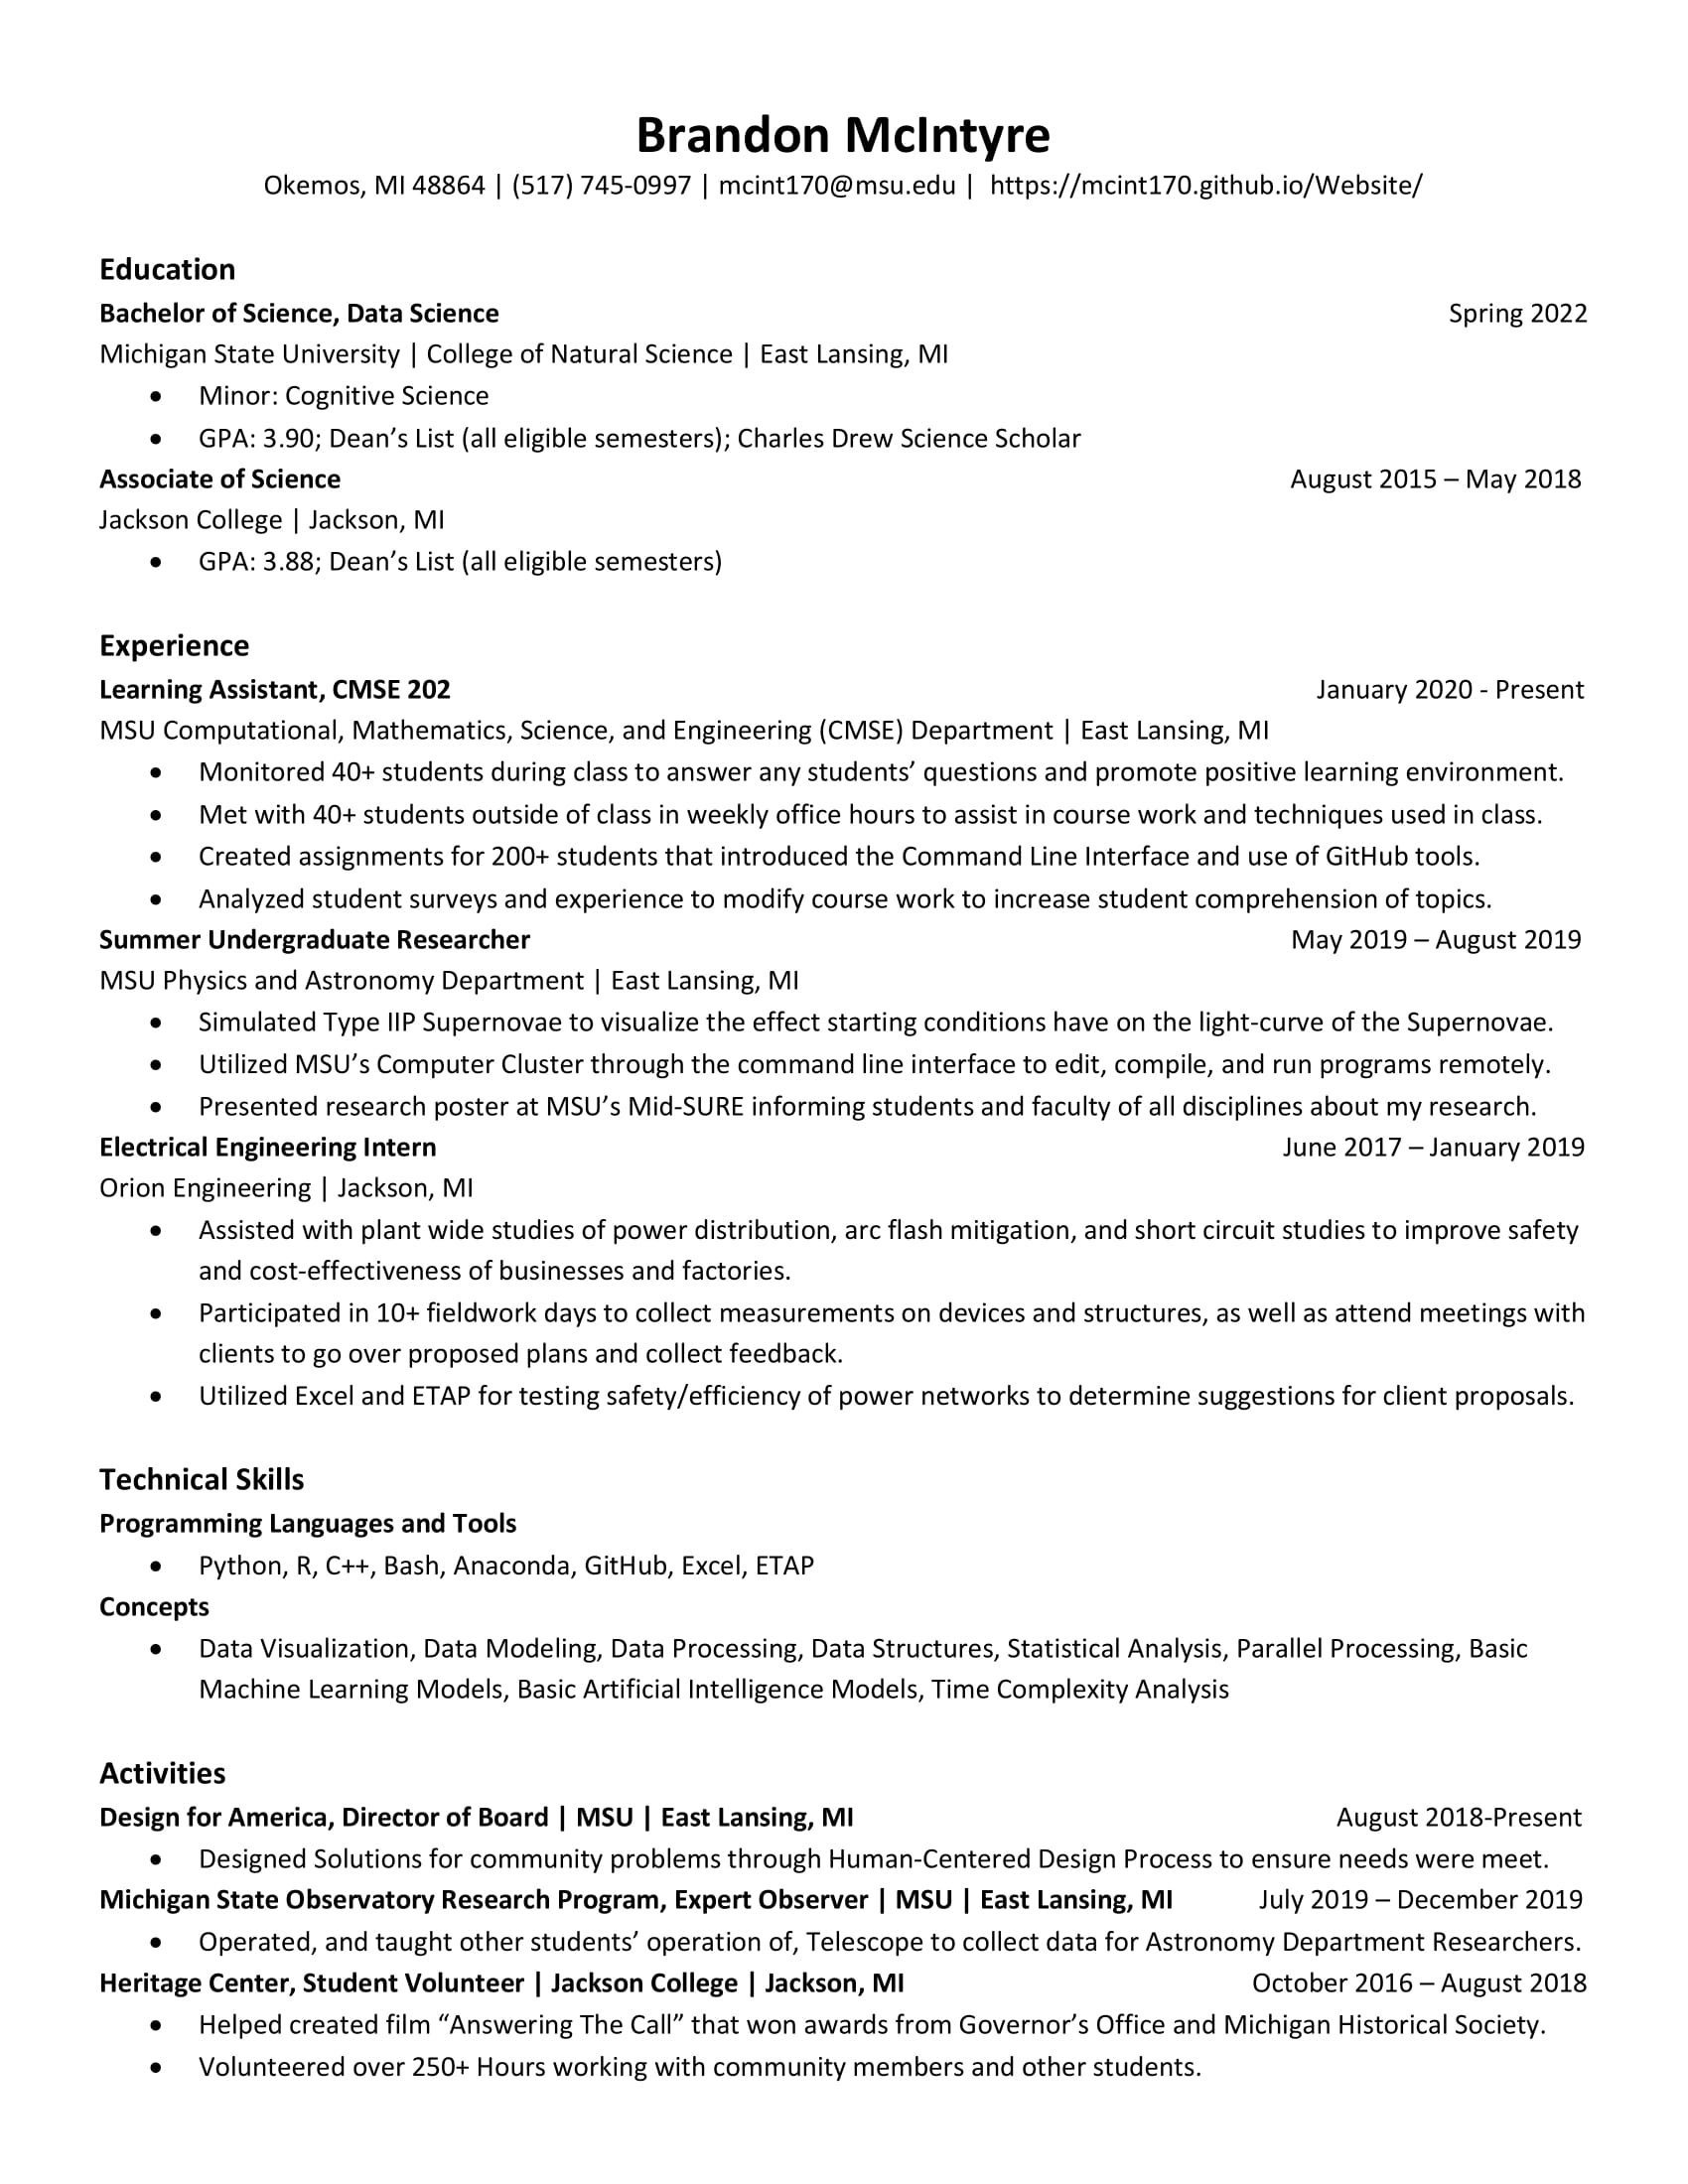 Brandon McIntyre
Okemos, MI 48864 | (517) 745-0997 | mcint170@msu.edu | https://mcint170.github.io/Website/
Education
Bachelor of Science, Data Science Spring 2022
Michigan State University | College of Natural Science | East Lansing, MI
• Minor: Cognitive Science
• GPA: 3.90; Dean’s List (all eligible semesters); Charles Drew Science Scholar
Associate of Science August 2015 – May 2018
Jackson College | Jackson, MI
• GPA: 3.88; Dean’s List (all eligible semesters)
Experience
Learning Assistant, CMSE 202 January 2020 - Present
MSU Computational, Mathematics, Science, and Engineering (CMSE) Department | East Lansing, MI
• Monitored 40+ students during class to answer any students’ questions and promote positive learning environment.
• Met with 40+ students outside of class in weekly office hours to assist in course work and techniques used in class.
• Created assignments for 200+ students that introduced the Command Line Interface and use of GitHub tools.
• Analyzed student surveys and experience to modify course work to increase student comprehension of topics.
Summer Undergraduate Researcher May 2019 – August 2019
MSU Physics and Astronomy Department | East Lansing, MI
• Simulated Type IIP Supernovae to visualize the effect starting conditions have on the light-curve of the Supernovae.
• Utilized MSU’s Computer Cluster through the command line interface to edit, compile, and run programs remotely.
• Presented research poster at MSU’s Mid-SURE informing students and faculty of all disciplines about my research.
Electrical Engineering Intern June 2017 – January 2019
Orion Engineering | Jackson, MI
• Assisted with plant wide studies of power distribution, arc flash mitigation, and short circuit studies to improve safety
and cost-effectiveness of businesses and factories.
• Participated in 10+ fieldwork days to collect measurements on devices and structures, as well as attend meetings with
clients to go over proposed plans and collect feedback.
• Utilized Excel and ETAP for testing safety/efficiency of power networks to determine suggestions for client proposals.
Technical Skills
Programming Languages and Tools
• Python, R, C++, Bash, Anaconda, GitHub, Excel, ETAP
Concepts
• Data Visualization, Data Modeling, Data Processing, Data Structures, Statistical Analysis, Parallel Processing, Basic
Machine Learning Models, Basic Artificial Intelligence Models, Time Complexity Analysis
Activities
Design for America, Director of Board | MSU | East Lansing, MI August 2018-Present
• Designed Solutions for community problems through Human-Centered Design Process to ensure needs were meet.
Michigan State Observatory Research Program, Expert Observer | MSU | East Lansing, MI July 2019 – December 2019
• Operated, and taught other students’ operation of, Telescope to collect data for Astronomy Department Researchers.
Heritage Center, Student Volunteer | Jackson College | Jackson, MI October 2016 – August 2018
• Helped created film “Answering The Call” that won awards from Governor’s Office and Michigan Historical Society.
• Volunteered over 250+ Hours working with community members and other students.